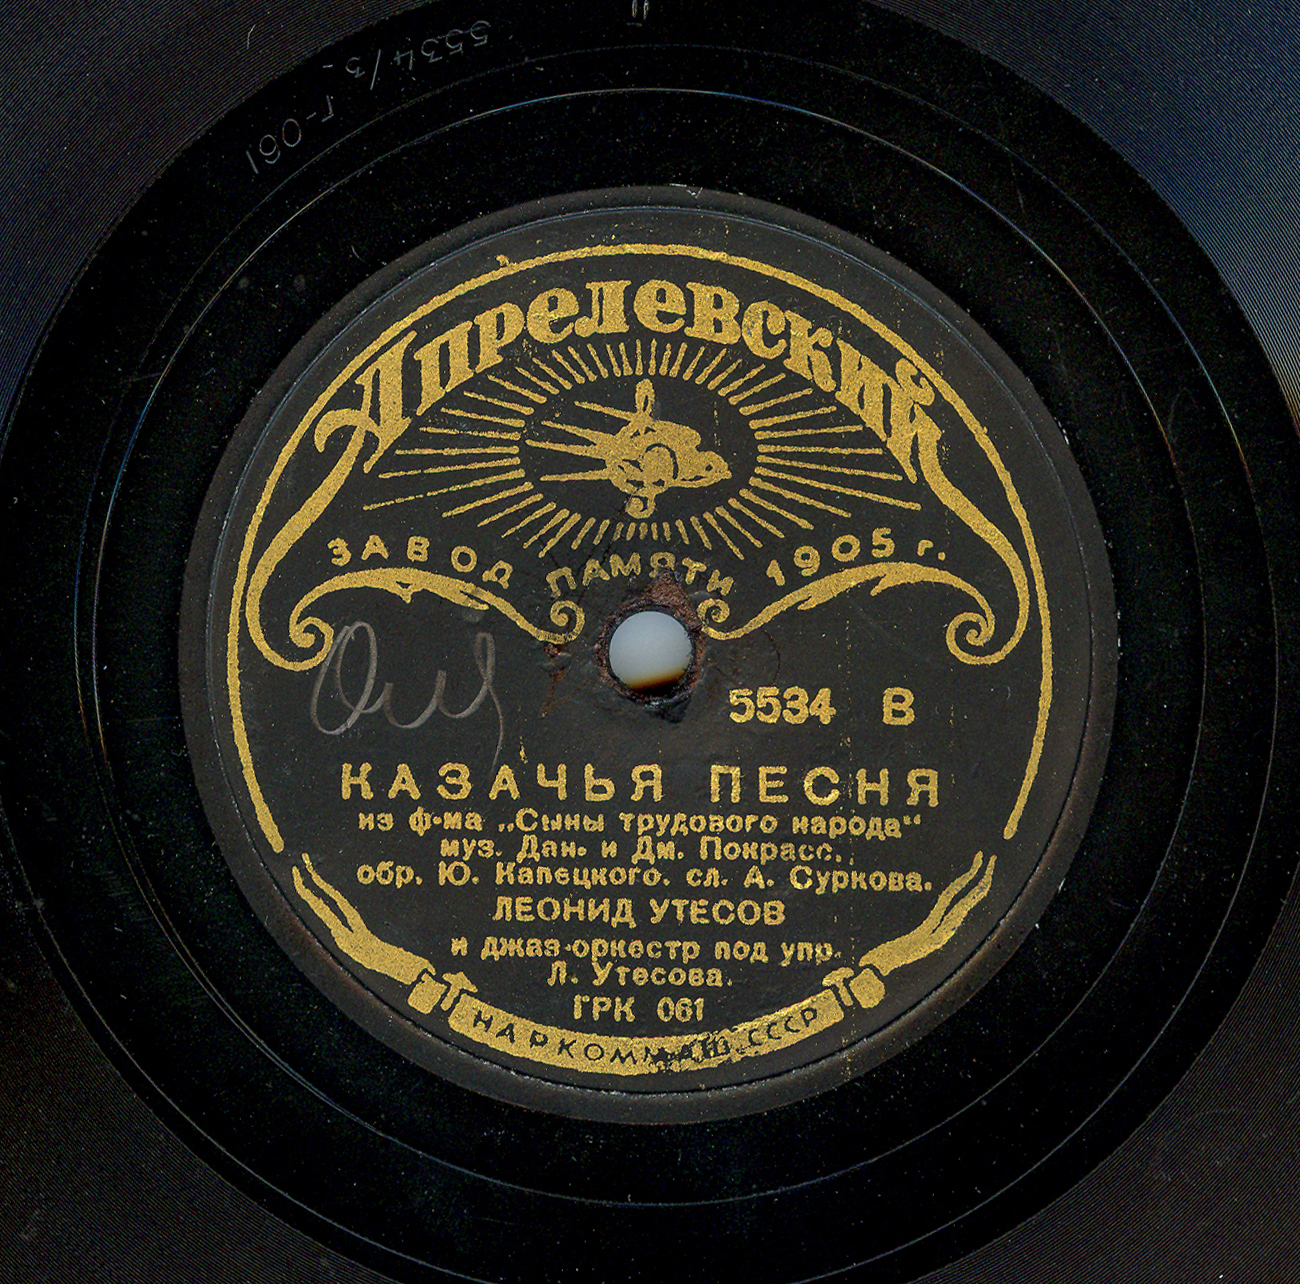 5534/3
Г-061
Апрелевский
ЗАВОД ПАМЯТИ 1905 г.
5534 В
КАЗАЧЬЯ ПЕСНЯ
из ф-ма „Сыны трудового народа“
муз. Дан. и Дм. Покрасс.
обр. Ю. Капецкого. сл. А. Суркова.
ЛЕОНИД УТЕСОВ
и джаз-оркестр под упр.
Л. Утесова.
ГРК 061
НАРКОММАШ.СССР